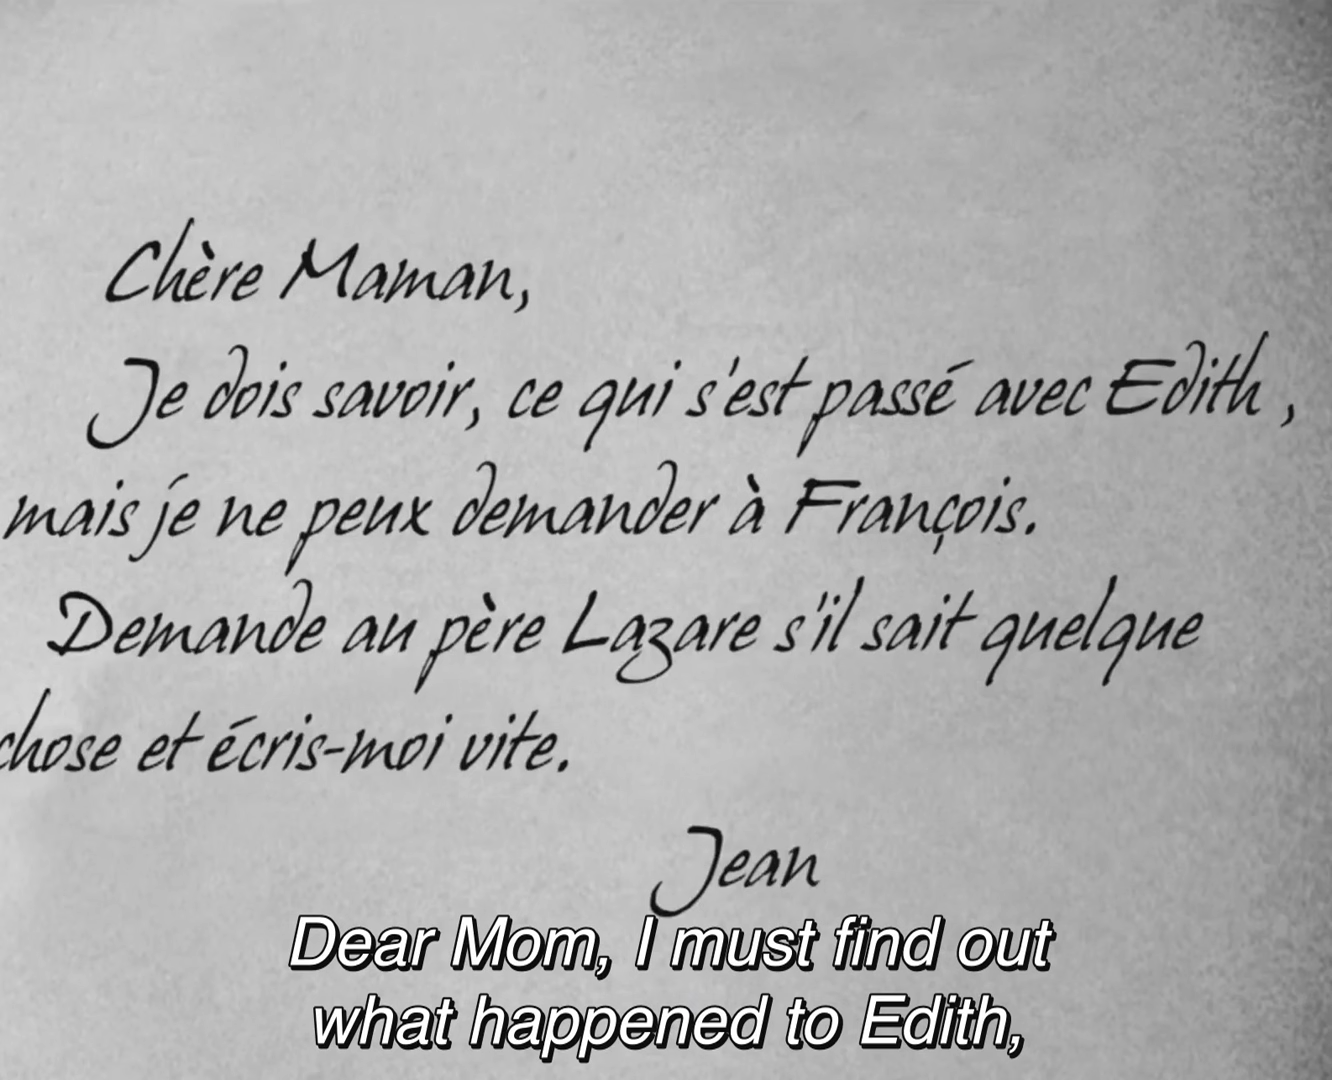 Chère Maman,
Je dois savoir, ce qui s'est passé avec Edith ,
mais je ne peux demander à François.
Demande au père Lazare s'il sait quelque
chose et écris-moi vite.
Jean
Dear Mom, I must find out
what happened to Edith,